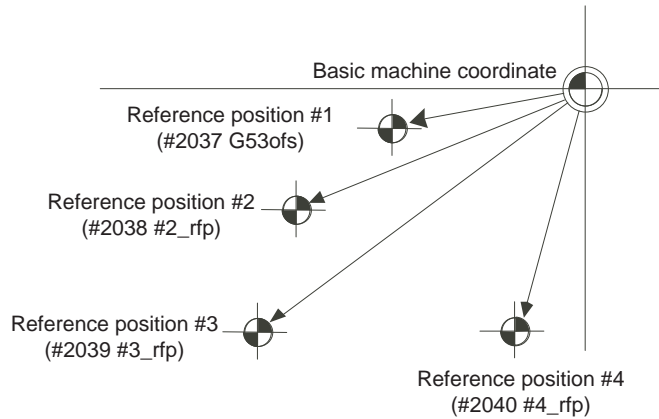 Basic machine coordinate
Reference position #1
(#2037 G53ofs)
Reference position #2
(#2038 #2_rfp)
Reference position #3
(#2039 #3_rfp)
Reference position #4
(#2040 #4_rfp)